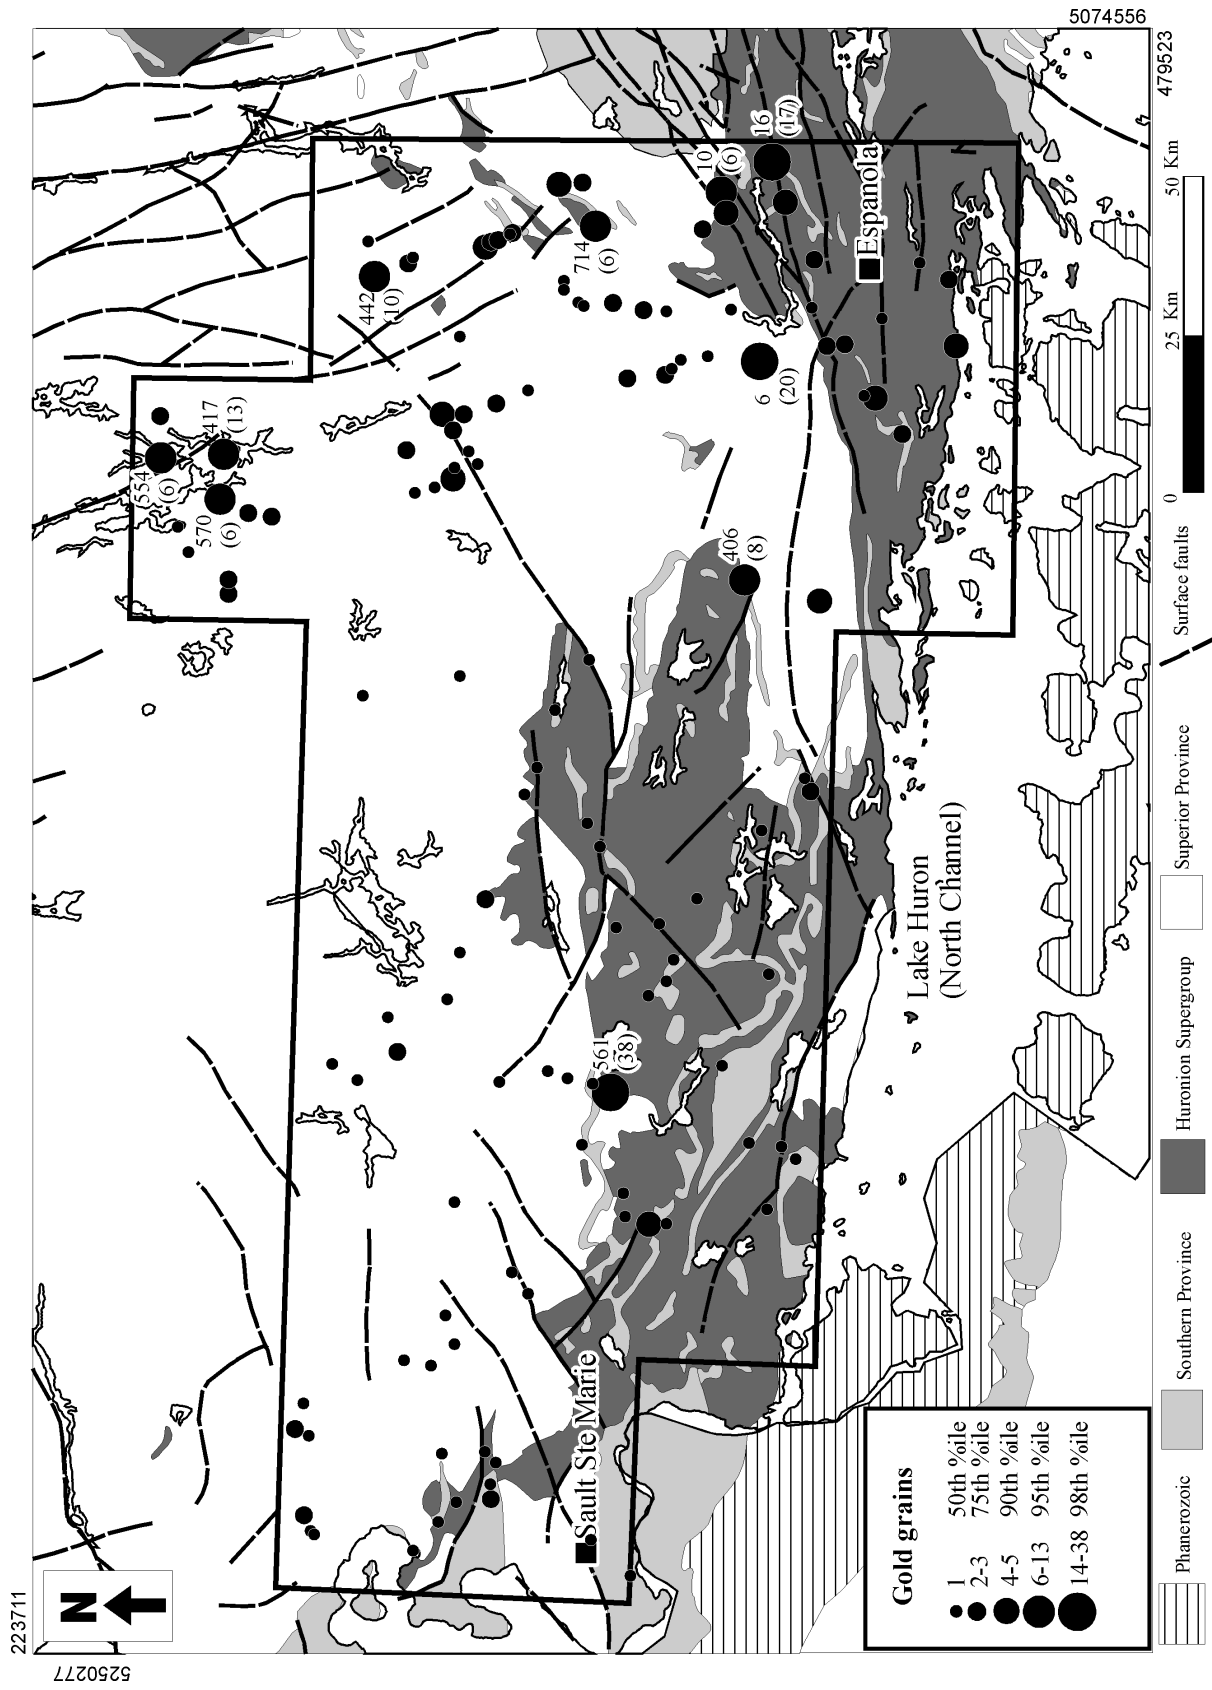 5250277
223711
N
5074556
479523
554
(6)
417
(13)
570
(6)
442
(10)
714
(6)
10
(6)
16
(17)
6
(20)
406
(8)
561
(38)
Espanola
Sault Ste Marie
Lake Huron
(North Channel)
Gold grains
1 50th %ile
2-3 75th %ile
4-5 90th %ile
6-13 95th %ile
14-38 98th %ile
Phanerozoic
Southern Province
Huronion Supergroup
Superior Province
Surface faults
0
25 Km
50 Km